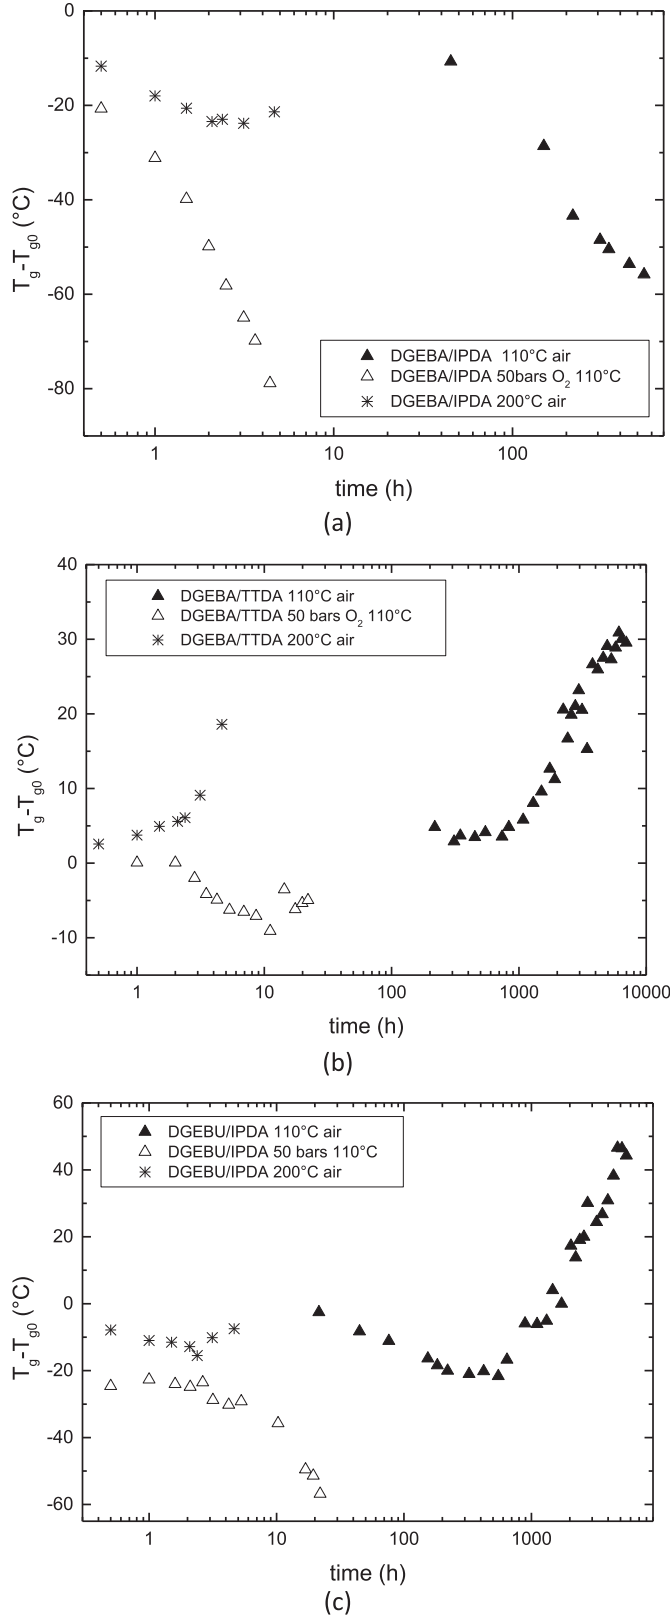 0
-20
-40
-60
-80
T_g-T_g0 (°C)
DGEBA/IPDA 110°C air
DGEBA/IPDA 50bars O₂ 110°C
DGEBA/IPDA 200°C air
1 10 100
time (h)
(a)
40
30
20
10
0
-10
T_g-T_g0 (°C)
DGEBA/TTDA 110°C air
DGEBA/TTDA 50 bars O₂ 110°C
DGEBA/TTDA 200°C air
1 10 100 1000 10000
time (h)
(b)
60
40
20
0
-20
-40
-60
T_g-T_g0 (°C)
DGEBU/IPDA 110°C air
DGEBU/IPDA 50 bars 110°C
DGEBU/IPDA 200°C air
1 10 100 1000
time (h)
(c)